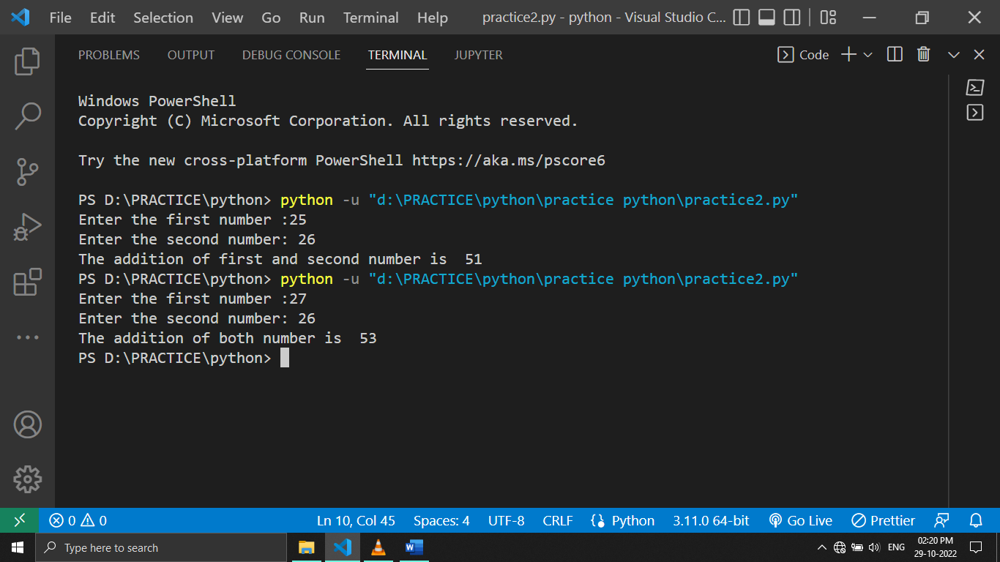 File Edit Selection View Go Run Terminal Help practice2.py - python - Visual Studio C...
PROBLEMS OUTPUT DEBUG CONSOLE TERMINAL JUPYTER Code
Windows PowerShell
Copyright (C) Microsoft Corporation. All rights reserved.
Try the new cross-platform PowerShell https://aka.ms/pscore6
PS D:\PRACTICE\python> python -u "d:\PRACTICE\python\practice python\practice2.py"
Enter the first number :25
Enter the second number: 26
The addition of first and second number is  51
PS D:\PRACTICE\python> python -u "d:\PRACTICE\python\practice python\practice2.py"
Enter the first number :27
Enter the second number: 26
The addition of both number is  53
PS D:\PRACTICE\python>
0 0 Ln 10, Col 45 Spaces: 4 UTF-8 CRLF Python 3.11.0 64-bit Go Live Prettier
Type here to search ENG 02:20 PM
29-10-2022